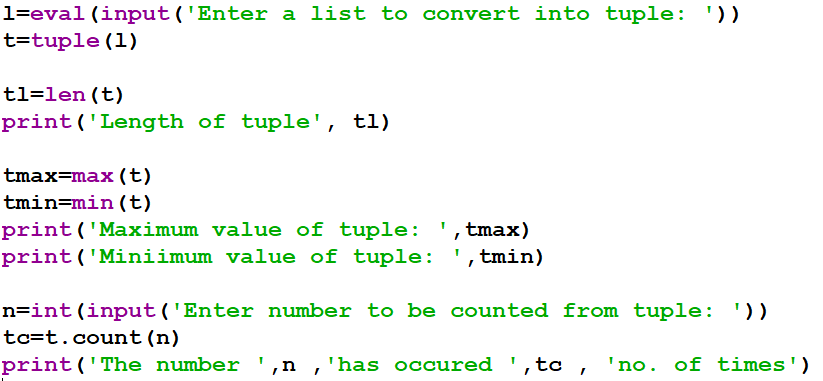 l=eval(input('Enter a list to convert into tuple: '))
t=tuple(l)
tl=len(t)
print('Length of tuple', tl)
tmax=max(t)
tmin=min(t)
print('Maximum value of tuple: ',tmax)
print('Miniimum value of tuple: ',tmin)
n=int(input('Enter number to be counted from tuple: '))
tc=t.count(n)
print('The number ',n ,'has occured ',tc , 'no. of times')